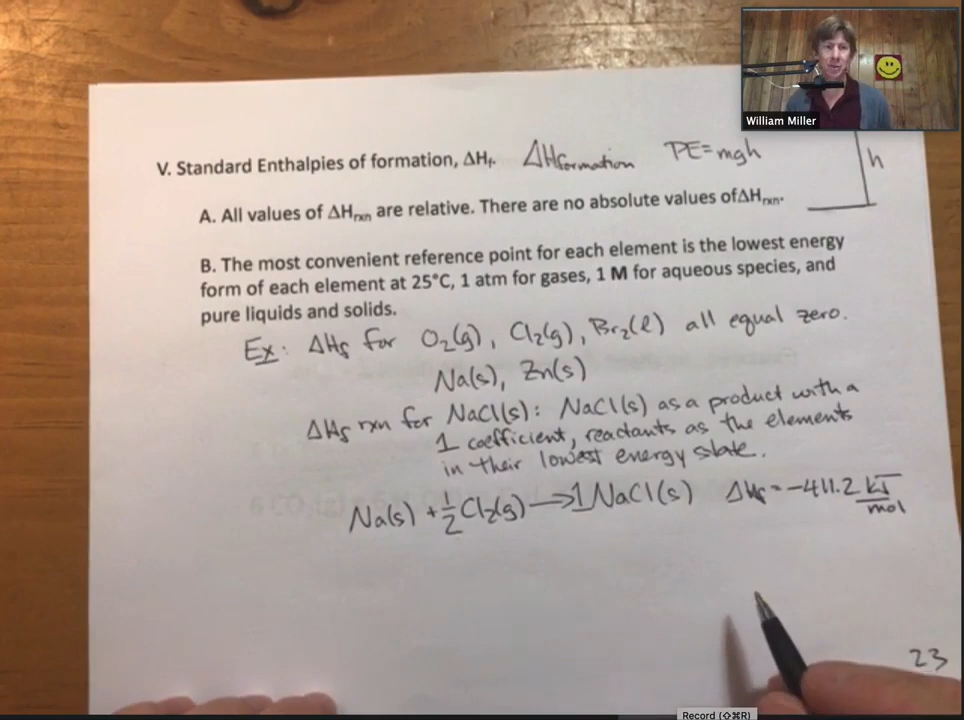 William Miller
V. Standard Enthalpies of formation, ΔHf. ΔHformation PE=mgh
h
A. All values of ΔHrxn are relative. There are no absolute values ofΔHrxn.
B. The most convenient reference point for each element is the lowest energy
form of each element at 25°C, 1 atm for gases, 1 M for aqueous species, and
pure liquids and solids.
Ex: ΔHf for O2(g), Cl2(g), Br2(l) all equal zero.
Na(s), Zn(s)
ΔHf rxn for NaCl(s): NaCl(s) as a product with a
1 coefficient, reactants as the elements
in their lowest energy state.
Na(s) + 1/2 Cl2(g) → 1 NaCl(s) ΔHf = -411.2 kJ/mol
23
Record (⇧⌘R)